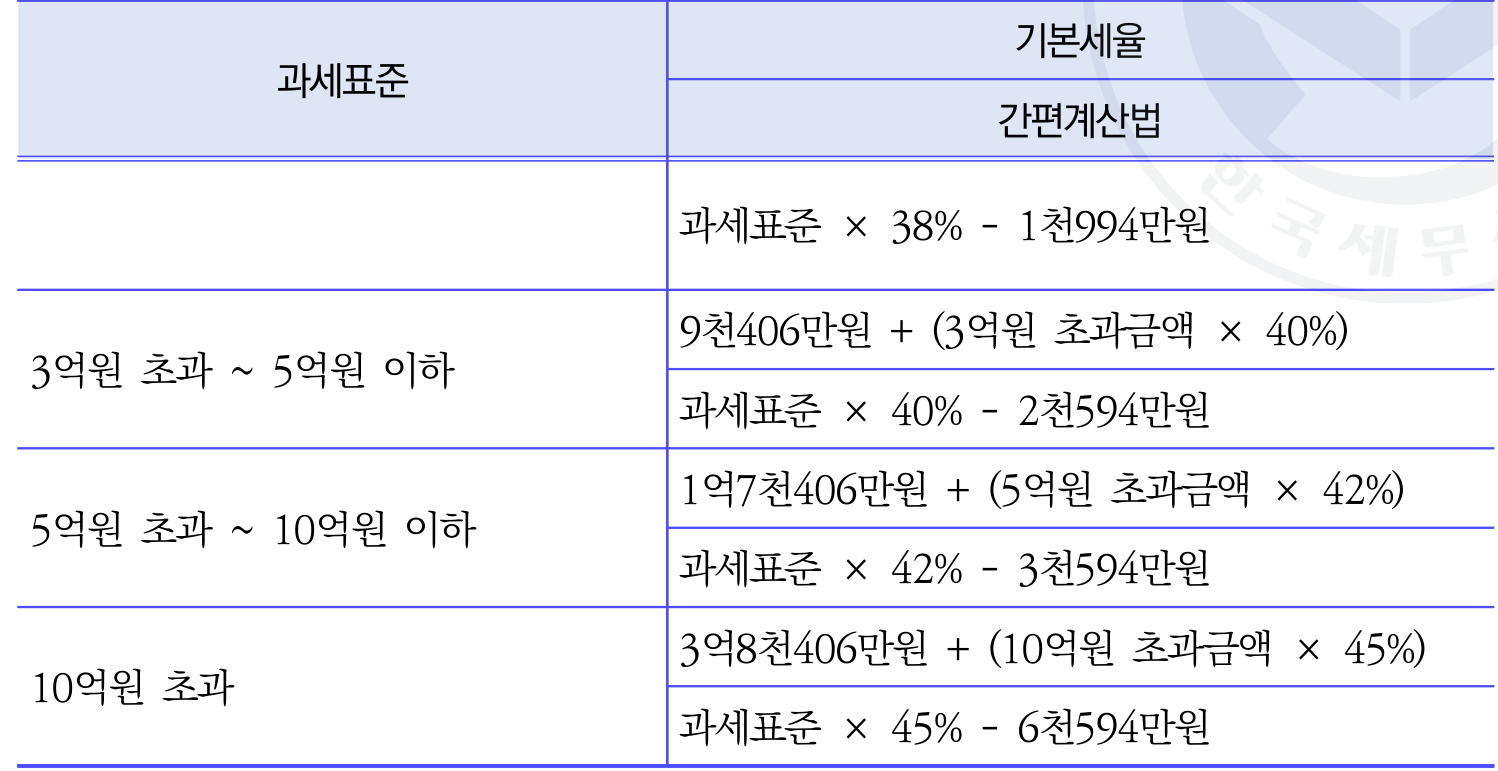 과세표준
기본세율
간편계산법
과세표준 × 38% - 1천994만원
3억원 초과 ~ 5억원 이하
9천406만원 + (3억원 초과금액 × 40%)
과세표준 × 40% - 2천594만원
5억원 초과 ~ 10억원 이하
1억7천406만원 + (5억원 초과금액 × 42%)
과세표준 × 42% - 3천594만원
10억원 초과
3억8천406만원 + (10억원 초과금액 × 45%)
과세표준 × 45% - 6천594만원
한국세무